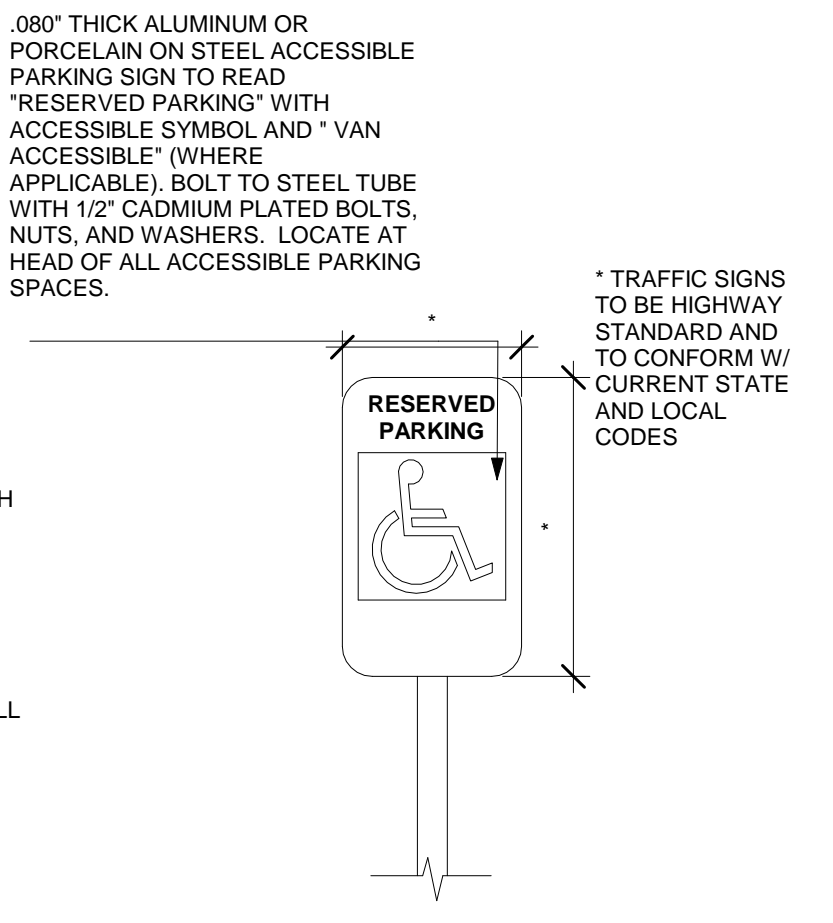 .080" THICK ALUMINUM OR
PORCELAIN ON STEEL ACCESSIBLE
PARKING SIGN TO READ
"RESERVED PARKING" WITH
ACCESSIBLE SYMBOL AND " VAN
ACCESSIBLE" (WHERE
APPLICABLE). BOLT TO STEEL TUBE
WITH 1/2" CADMIUM PLATED BOLTS,
NUTS, AND WASHERS.  LOCATE AT
HEAD OF ALL ACCESSIBLE PARKING
SPACES.
* TRAFFIC SIGNS
TO BE HIGHWAY
STANDARD AND
TO CONFORM W/
CURRENT STATE
AND LOCAL
CODES
*
RESERVED
PARKING
H
*
LL